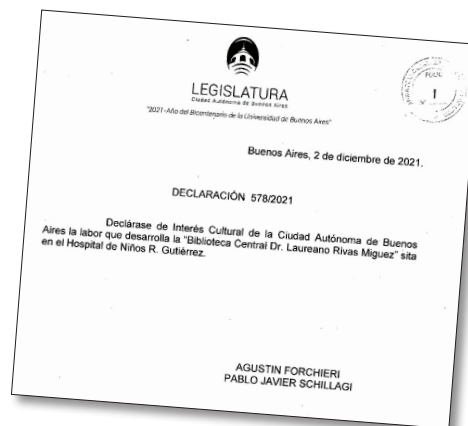 LEGISLATURA
Ciudad Autónoma de Buenos Aires
"2021-Año del Bicentenario de la Universidad de Buenos Aires"
FOLIO
1
Buenos Aires, 2 de diciembre de 2021.
DECLARACIÓN 578/2021
Declárase de Interés Cultural de la Ciudad Autónoma de Buenos
Aires la labor que desarrolla la "Biblioteca Central Dr. Laureano Rivas Miguez" sita
en el Hospital de Niños R. Gutiérrez.
AGUSTIN FORCHIERI
PABLO JAVIER SCHILLAGI